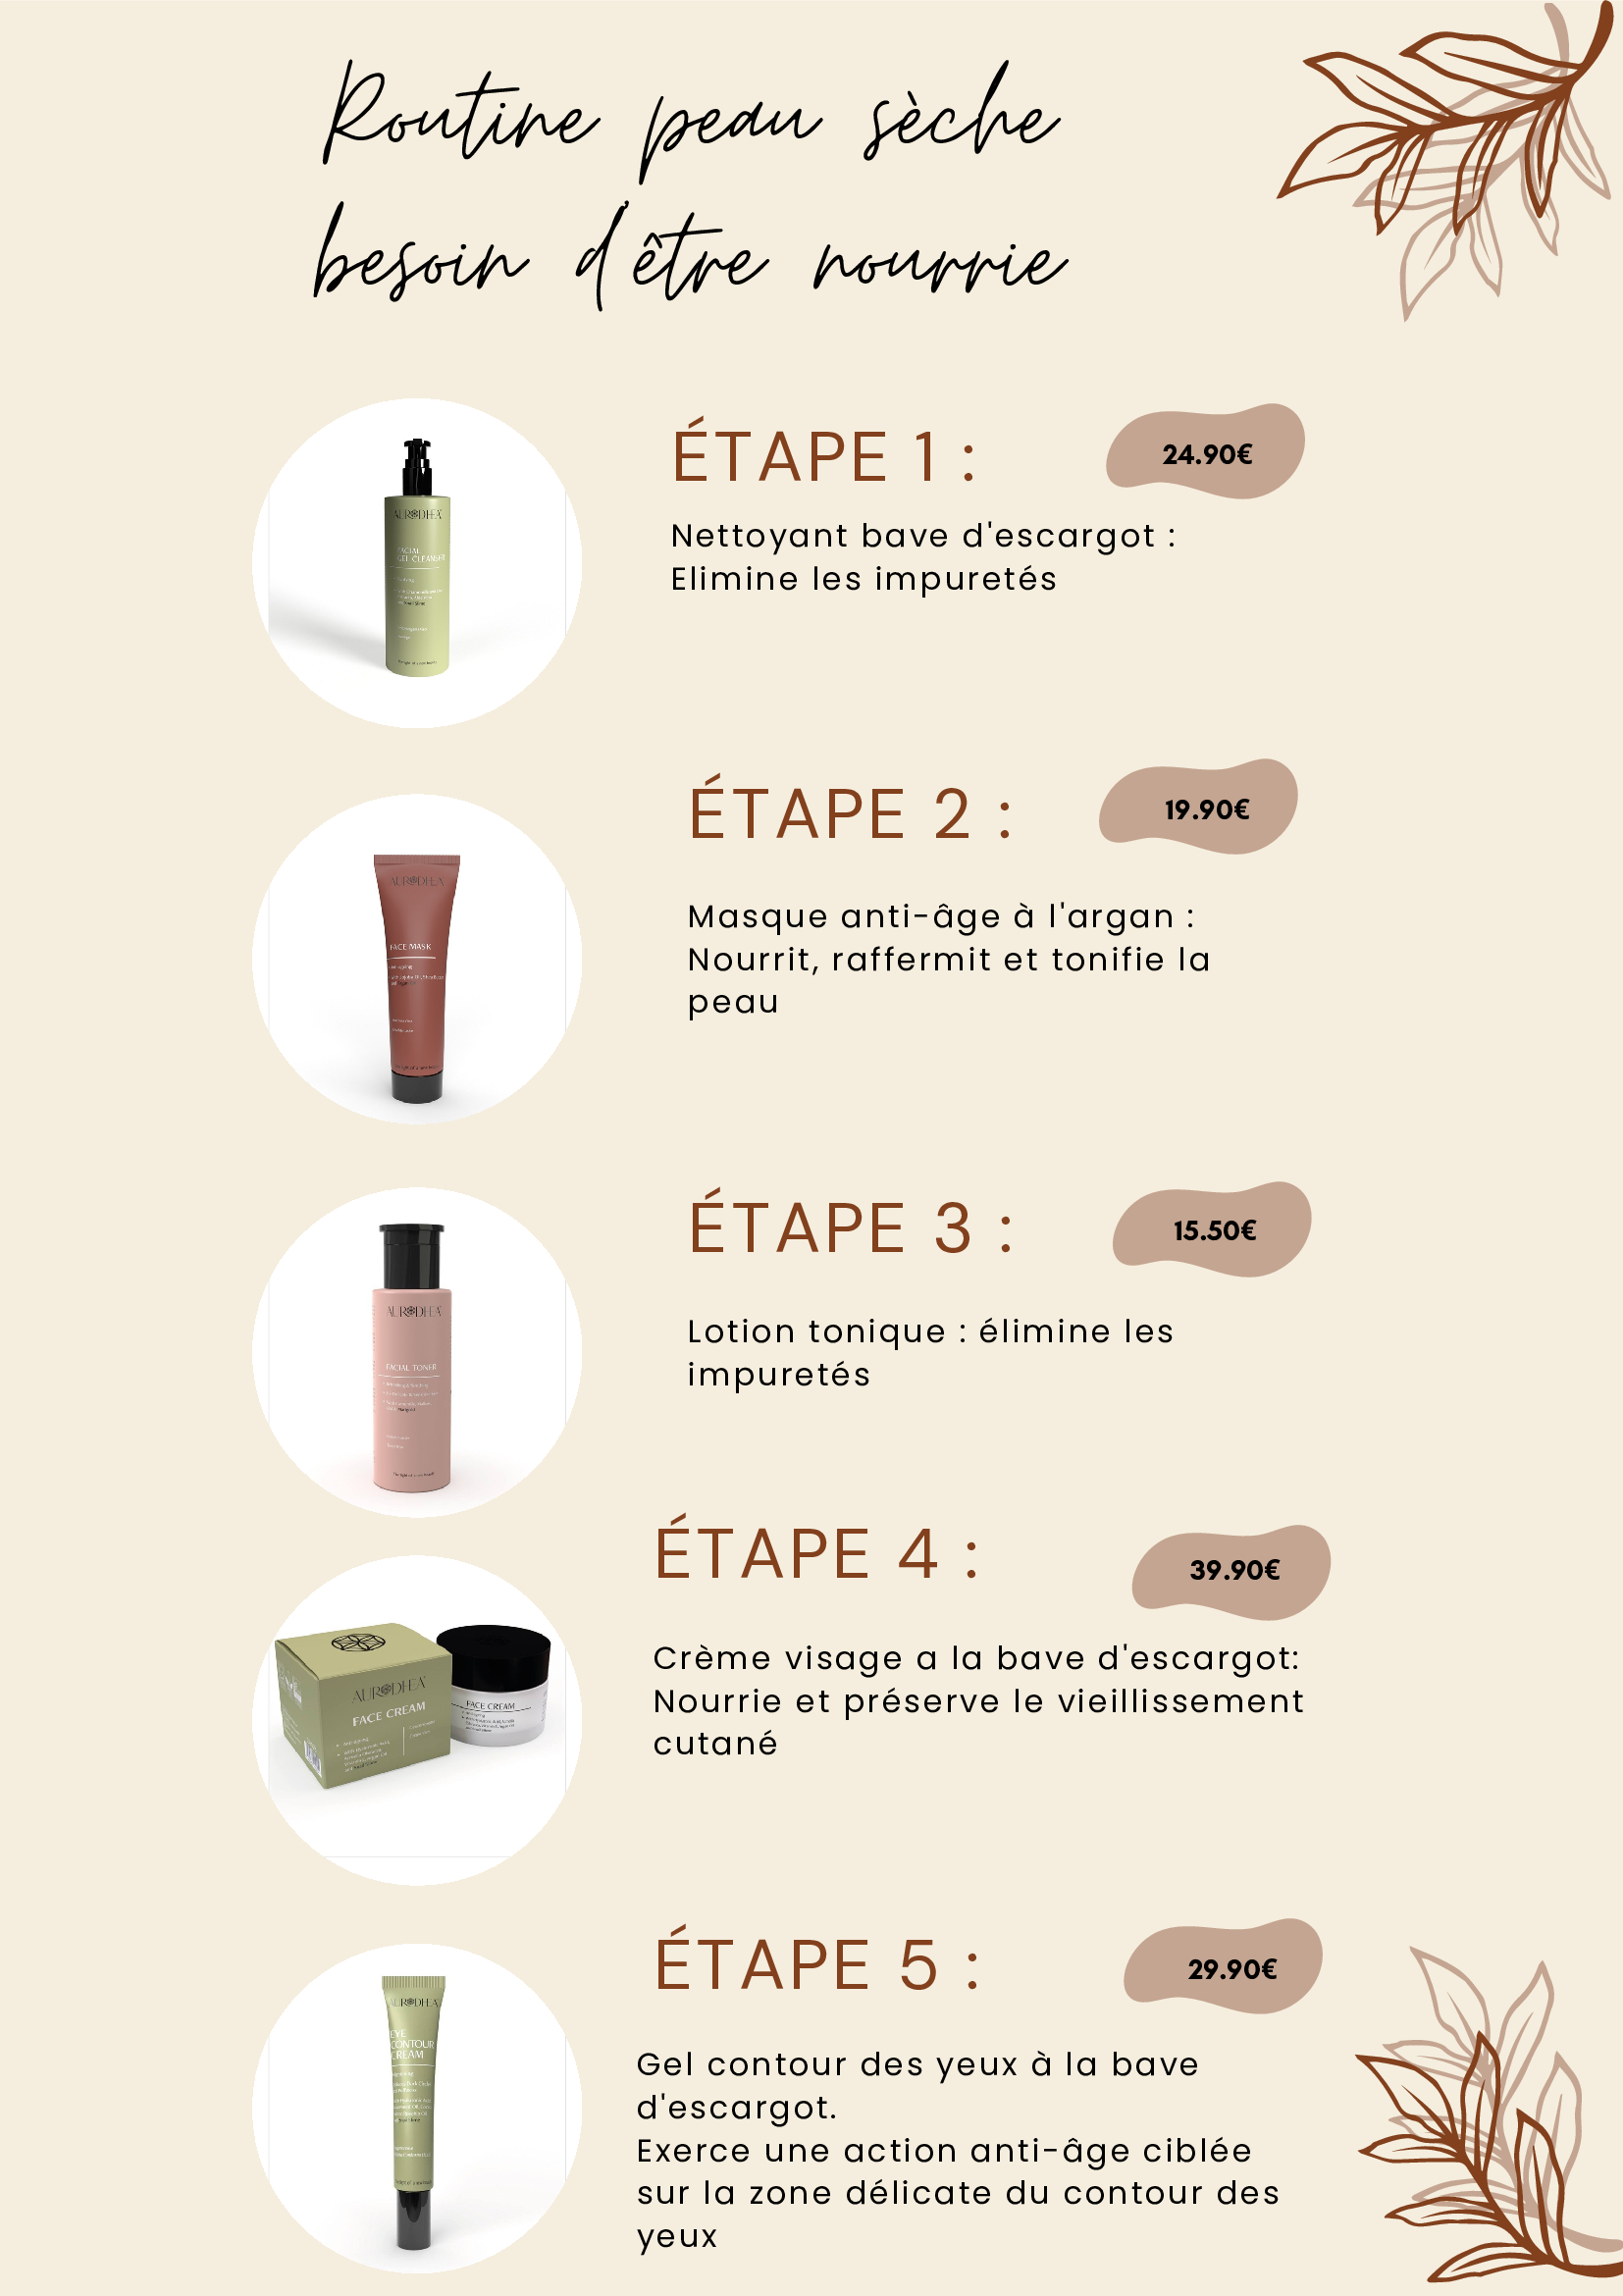 Routine peau sèche
besoin d'être nourrie
ÉTAPE 1 :
24.90€
Nettoyant bave d'escargot :
Elimine les impuretés
AURODHEA
FACIAL
GEL CLEANSER
ÉTAPE 2 :
19.90€
Masque anti-âge à l'argan :
Nourrit, raffermit et tonifie la
peau
AURODHEA
FACE MASK
ÉTAPE 3 :
15.50€
Lotion tonique : élimine les
impuretés
AURODHEA
FACIAL TONER
ÉTAPE 4 :
39.90€
Crème visage a la bave d'escargot:
Nourrie et préserve le vieillissement
cutané
AURODHEA
FACE CREAM
FACE CREAM
ÉTAPE 5 :
29.90€
Gel contour des yeux à la bave
d'escargot.
Exerce une action anti-âge ciblée
sur la zone délicate du contour des
yeux
AURODHEA
EYE
CONTOUR
CREAM